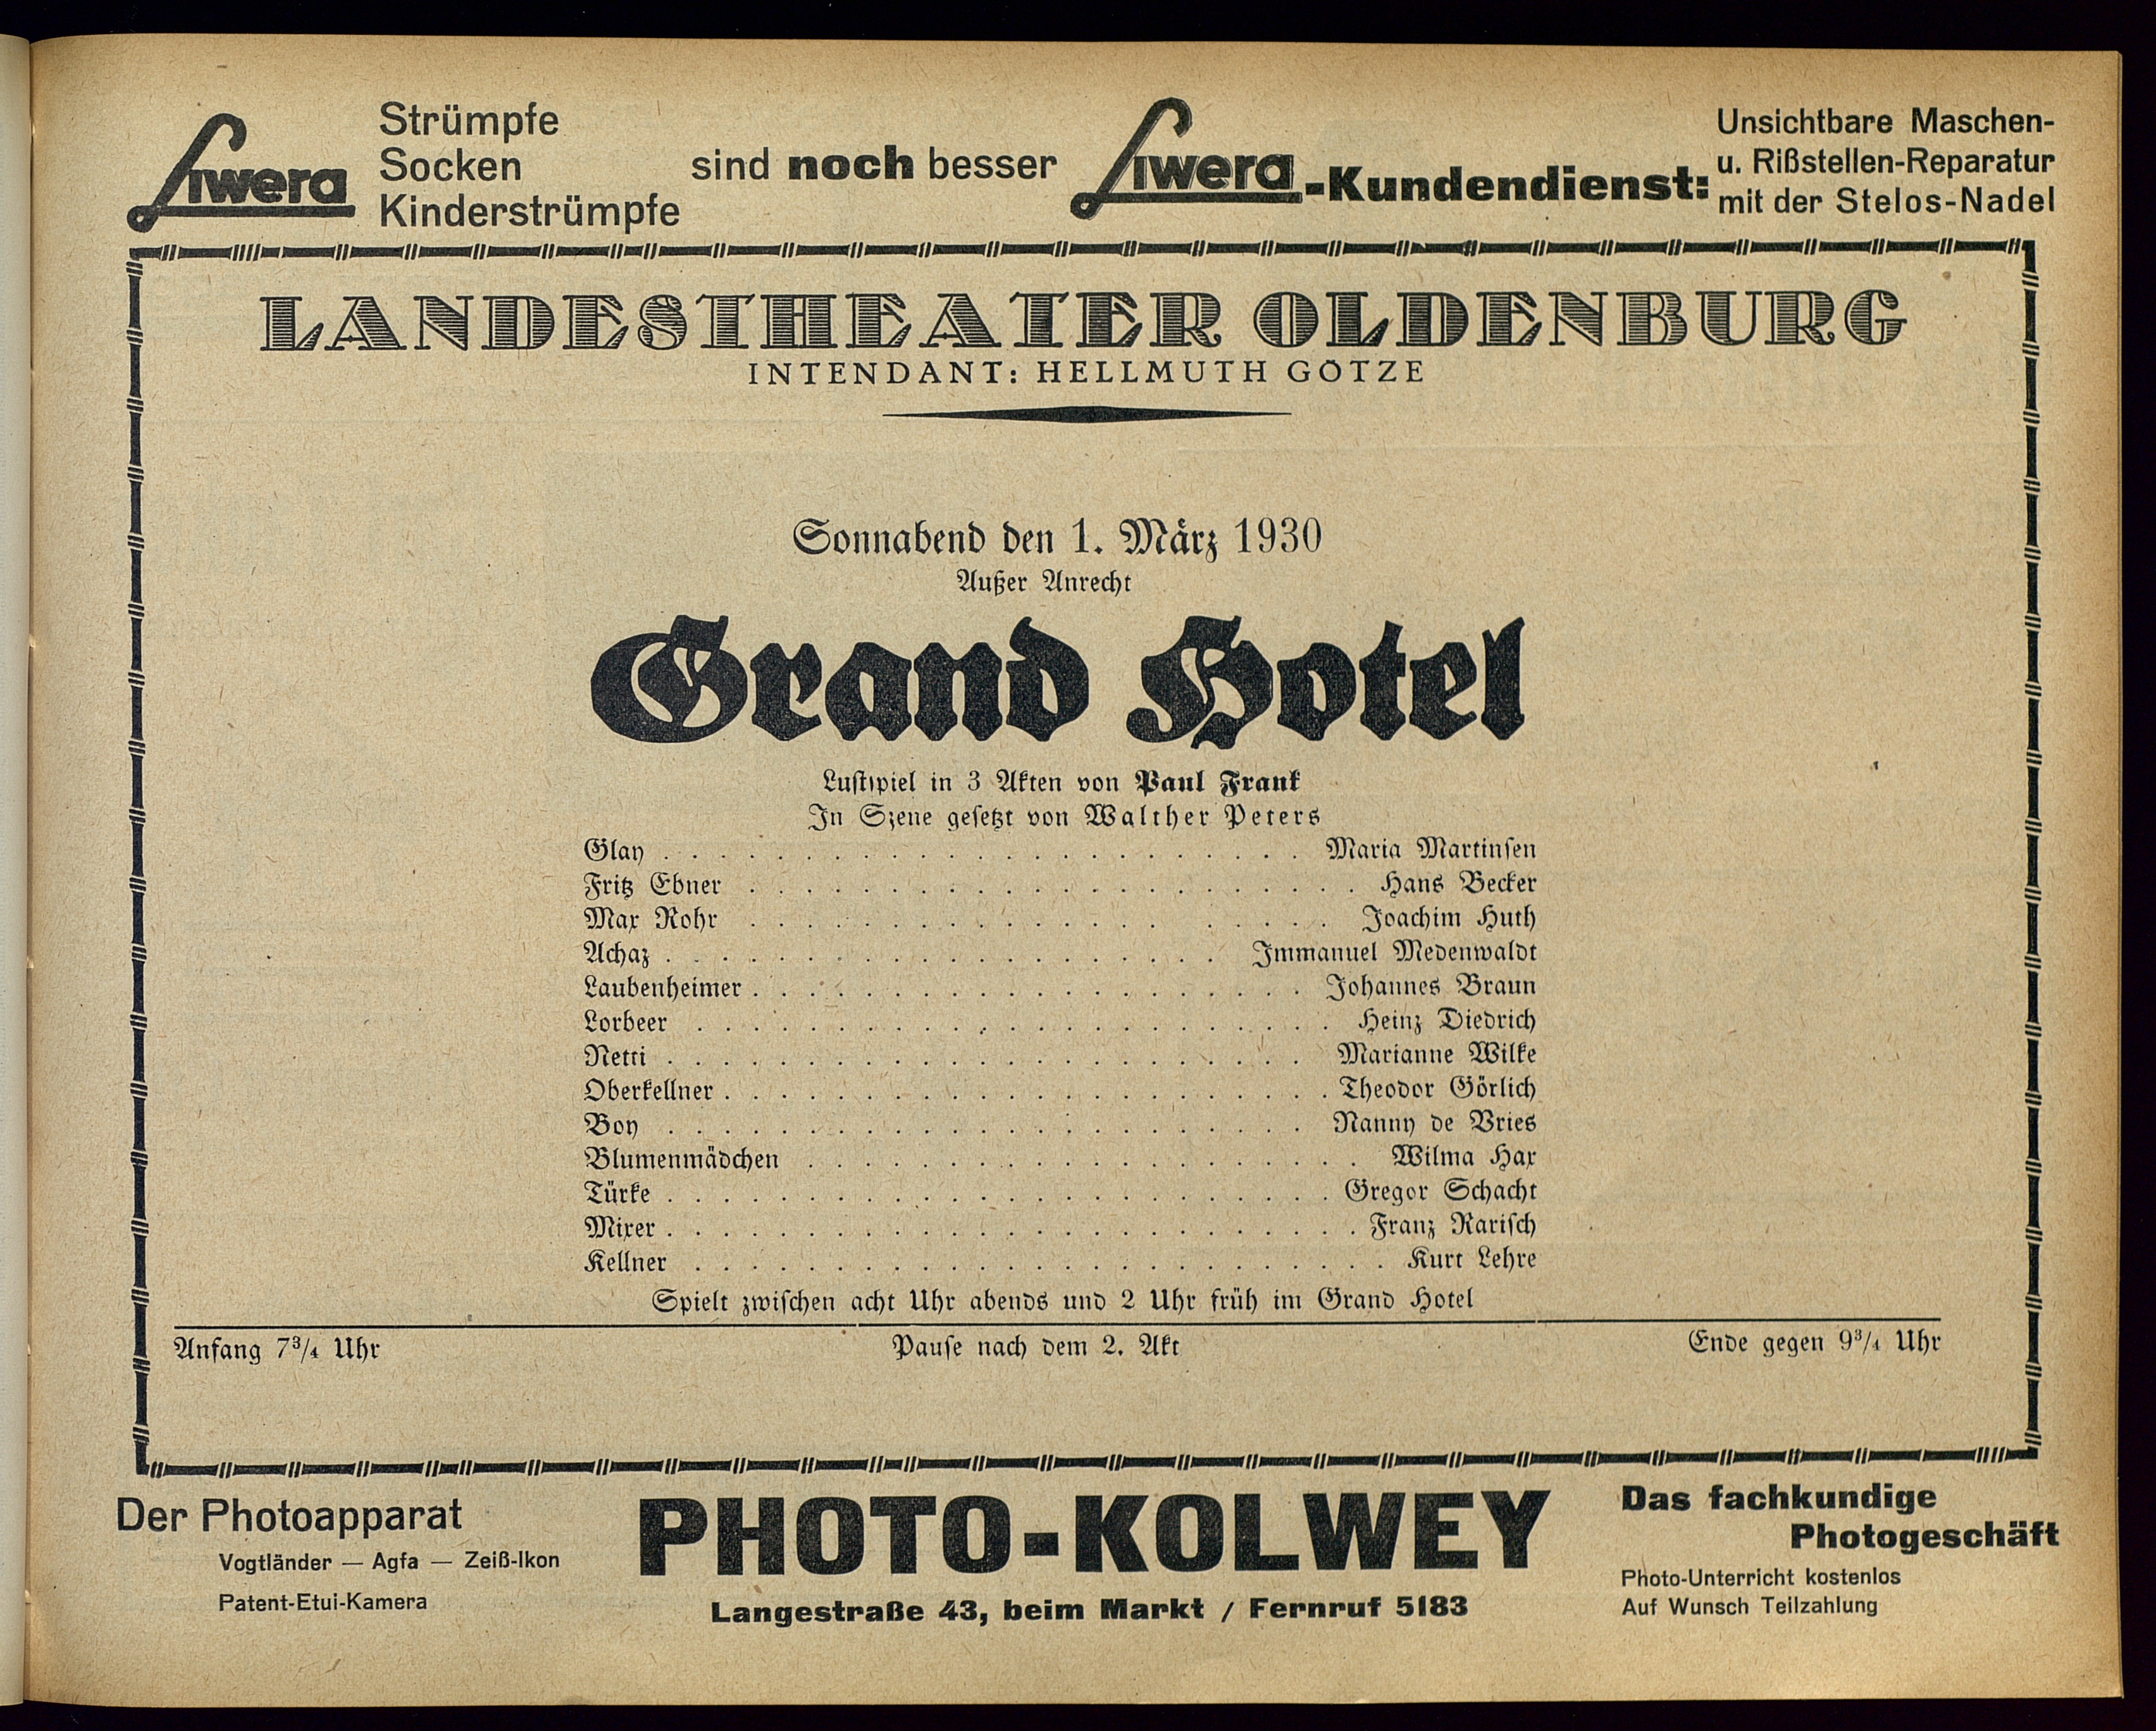 Siwera
Strümpfe
Socken
Kinderstrümpfe
sind noch besser
Siwera-Kundendienst:
Unsichtbare Maschen-
u. Rißstellen-Reparatur
mit der Stelos-Nadel
LANDESTHEATER OLDENBURG
INTENDANT: HELLMUTH GÖTZE
Sonnabend den 1. März 1930
Außer Anrecht
Grand Hotel
Lustspiel in 3 Akten von Paul Frank
In Szene gesetzt von Walther Peters
Glay . . . . . . . . . . . . . . . . . . . . . . . Maria Martinsen
Fritz Ebner . . . . . . . . . . . . . . . . . . . . . . Hans Becker
Max Rohr . . . . . . . . . . . . . . . . . . . . Joachim Huth
Achaz . . . . . . . . . . . . . . . . . . . . Immanuel Medenwaldt
Laubenheimer . . . . . . . . . . . . . . . . . . . . Johannes Braun
Lorbeer . . . . . . . . . . . . . . . . . . . . . . . Heinz Diedrich
Netti . . . . . . . . . . . . . . . . . . . . . . . Marianne Wilke
Oberkellner . . . . . . . . . . . . . . . . . . . . . . Theodor Görlich
Boy . . . . . . . . . . . . . . . . . . . . . . . Nanny de Vries
Blumenmädchen . . . . . . . . . . . . . . . . . . . . Wilma Hax
Türke . . . . . . . . . . . . . . . . . . . . . . . . Gregor Schacht
Mixer . . . . . . . . . . . . . . . . . . . . . . . . . Franz Rarisch
Kellner . . . . . . . . . . . . . . . . . . . . . . . . . Kurt Lehre
Spielt zwischen acht Uhr abends und 2 Uhr früh im Grand Hotel
Anfang 7³/₄ Uhr
Pause nach dem 2. Akt
Ende gegen 9³/₄ Uhr
Der Photoapparat
Vogtländer — Agfa — Zeiß-Ikon
Patent-Etui-Kamera
PHOTO-KOLWEY
Langestraße 43, beim Markt / Fernruf 5183
Das fachkundige
Photogeschäft
Photo-Unterricht kostenlos
Auf Wunsch Teilzahlung